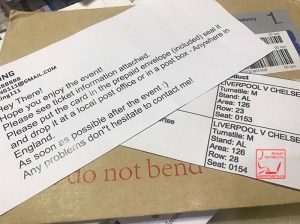 Hey There!
Hope you enjoy the event!
Please see ticket information attached.
Please put the card in the prepaid envelope (included) seal it
and drop it at a local post office or in a post box - Anywhere in
England.
As soon as possible after the event :)
Any problems don"t hesitate to contact me!
LIVERPOOL V CHELSE
Turnstile: M
Stand: AL
Area: 126
Row: 23
Seat: 0153
LIVERPOOL V CHELSE
Turnstile: M
Stand: AL
Area: 126
Row: 28
Seat: 0154
do not bend